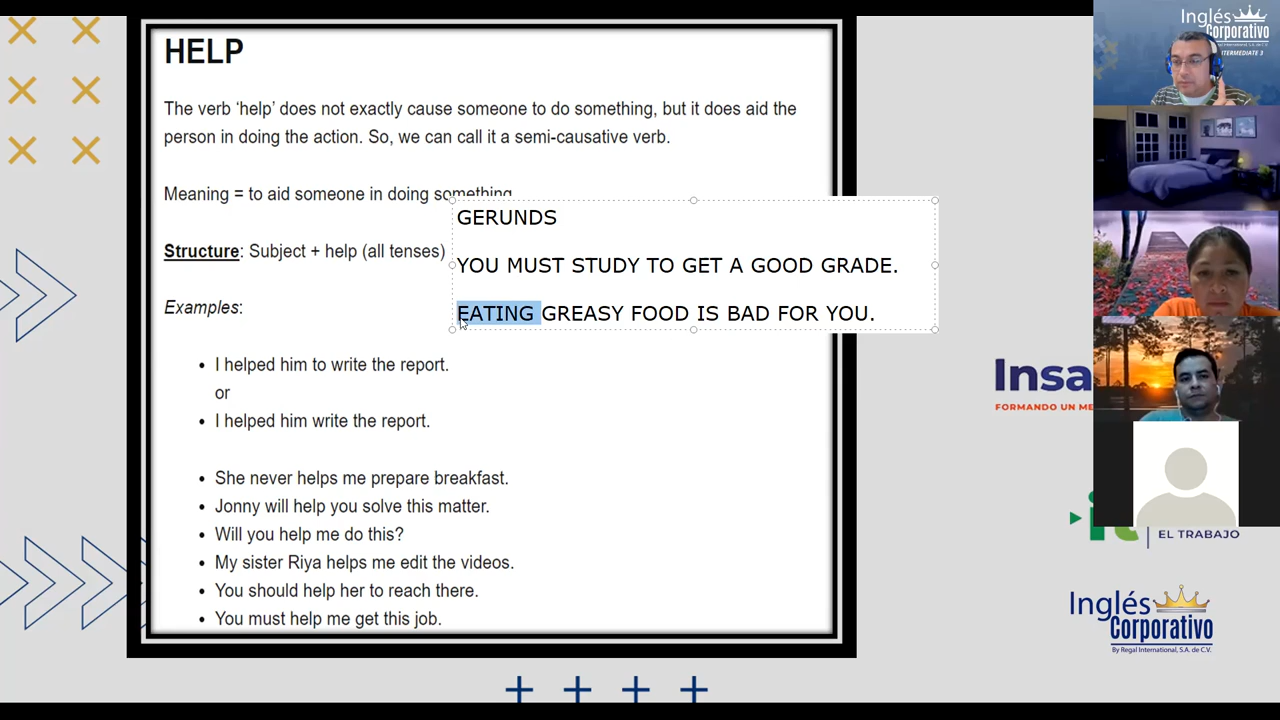 HELP
The verb ‘help’ does not exactly cause someone to do something, but it does aid the
person in doing the action. So, we can call it a semi-causative verb.
Meaning = to aid someone in doing something
Structure: Subject + help (all tenses)
GERUNDS
YOU MUST STUDY TO GET A GOOD GRADE.
EATING GREASY FOOD IS BAD FOR YOU.
Examples:
• I helped him to write the report.
or
• I helped him write the report.
• She never helps me prepare breakfast.
• Jonny will help you solve this matter.
• Will you help me do this?
• My sister Riya helps me edit the videos.
• You should help her to reach there.
• You must help me get this job.
Inglés
Corporativo
By Regal International, S.A. de C.V.
INTERMEDIATE 3
Insa
FORMANDO UN ME
EL TRABAJO
Inglés
Corporativo
By Regal International, S.A. de C.V.